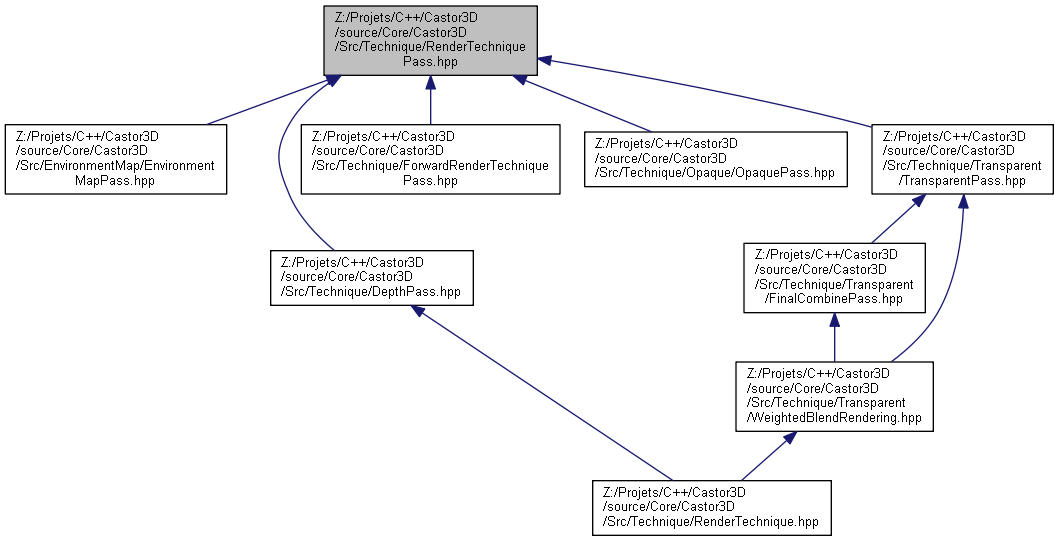 Z:/Projets/C++/Castor3D
/source/Core/Castor3D
/Src/Technique/RenderTechnique
Pass.hpp
Z:/Projets/C++/Castor3D
/source/Core/Castor3D
/Src/EnvironmentMap/Environment
MapPass.hpp
Z:/Projets/C++/Castor3D
/source/Core/Castor3D
/Src/Technique/ForwardRenderTechnique
Pass.hpp
Z:/Projets/C++/Castor3D
/source/Core/Castor3D
/Src/Technique/Opaque/OpaquePass.hpp
Z:/Projets/C++/Castor3D
/source/Core/Castor3D
/Src/Technique/Transparent
/TransparentPass.hpp
Z:/Projets/C++/Castor3D
/source/Core/Castor3D
/Src/Technique/DepthPass.hpp
Z:/Projets/C++/Castor3D
/source/Core/Castor3D
/Src/Technique/Transparent
/FinalCombinePass.hpp
Z:/Projets/C++/Castor3D
/source/Core/Castor3D
/Src/Technique/Transparent
/WeightedBlendRendering.hpp
Z:/Projets/C++/Castor3D
/source/Core/Castor3D
/Src/Technique/RenderTechnique.hpp